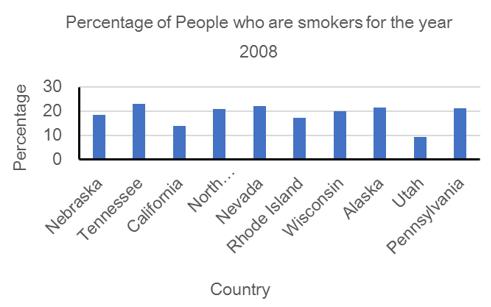 Percentage of People who are smokers for the year
2008
Percentage
30
20
10
0
Nebraska
Tennessee
California
North...
Nevada
Rhode Island
Wisconsin
Alaska
Utah
Pennsylvania
Country